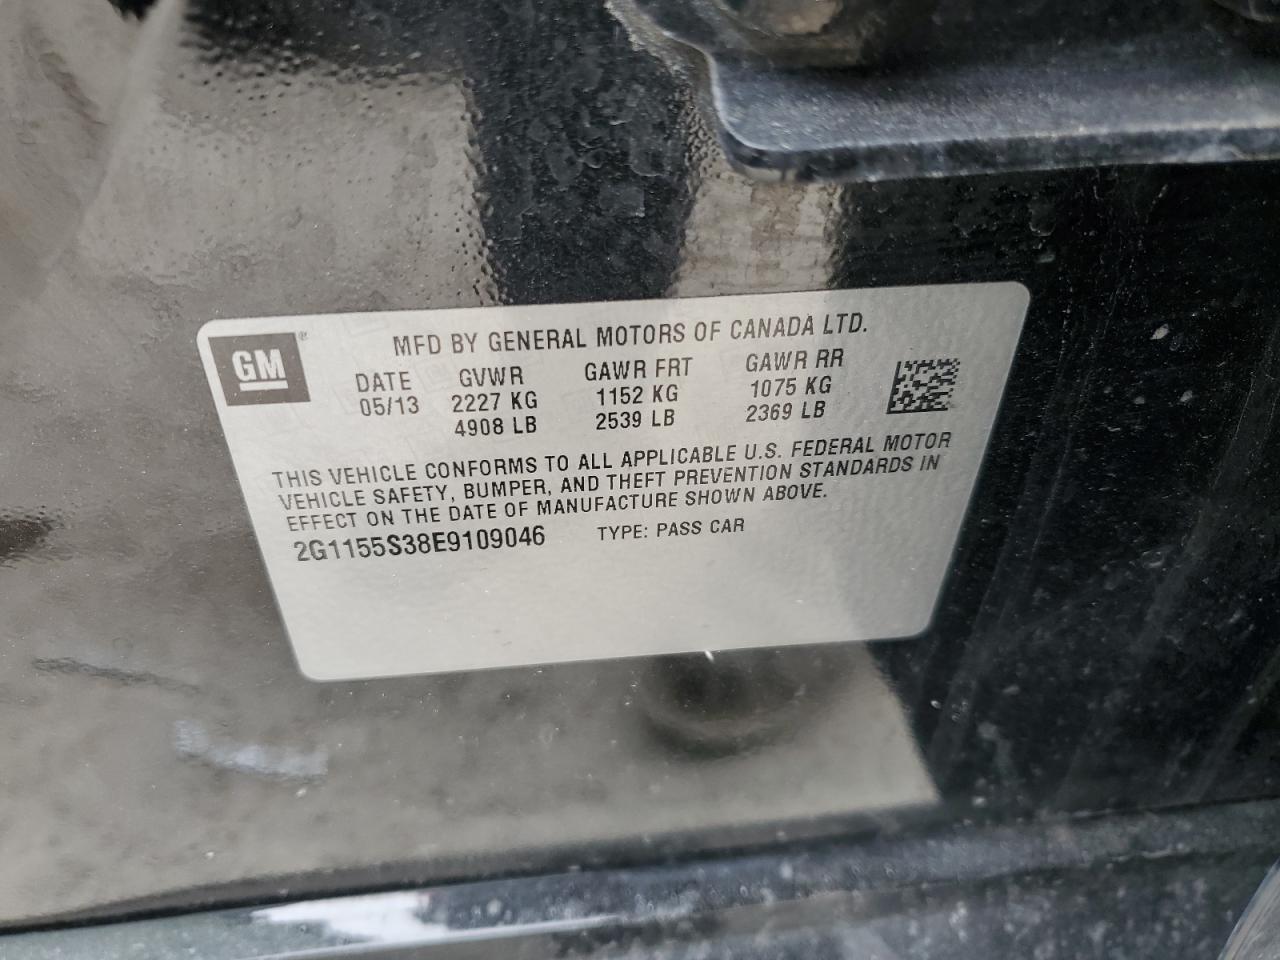 GM ®
MFD BY GENERAL MOTORS OF CANADA LTD.
DATE GVWR GAWR FRT GAWR RR
05/13 2227 KG 1152 KG 1075 KG
4908 LB 2539 LB 2369 LB
THIS VEHICLE CONFORMS TO ALL APPLICABLE U.S. FEDERAL MOTOR
VEHICLE SAFETY, BUMPER, AND THEFT PREVENTION STANDARDS IN
EFFECT ON THE DATE OF MANUFACTURE SHOWN ABOVE.
2G1155S38E9109046 TYPE: PASS CAR